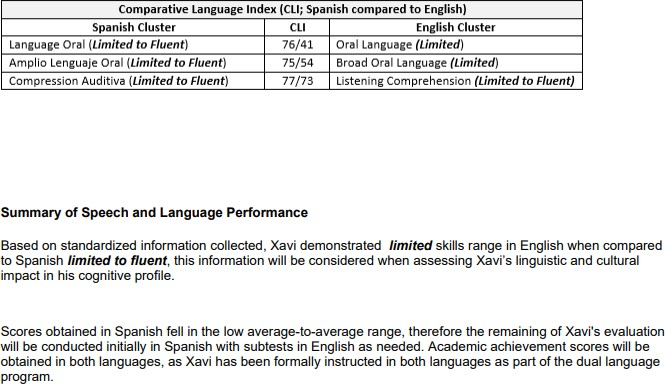 Comparative Language Index (CLI; Spanish compared to English)
Spanish Cluster CLI English Cluster
Language Oral (Limited to Fluent) 76/41 Oral Language (Limited)
Amplio Lenguaje Oral (Limited to Fluent) 75/54 Broad Oral Language (Limited)
Compression Auditiva (Limited to Fluent) 77/73 Listening Comprehension (Limited to Fluent)
Summary of Speech and Language Performance
Based on standardized information collected, Xavi demonstrated limited skills range in English when compared
to Spanish limited to fluent, this information will be considered when assessing Xavi's linguistic and cultural
impact in his cognitive profile.
Scores obtained in Spanish fell in the low average-to-average range, therefore the remaining of Xavi's evaluation
will be conducted initially in Spanish with subtests in English as needed. Academic achievement scores will be
obtained in both languages, as Xavi has been formally instructed in both languages as part of the dual language
program.